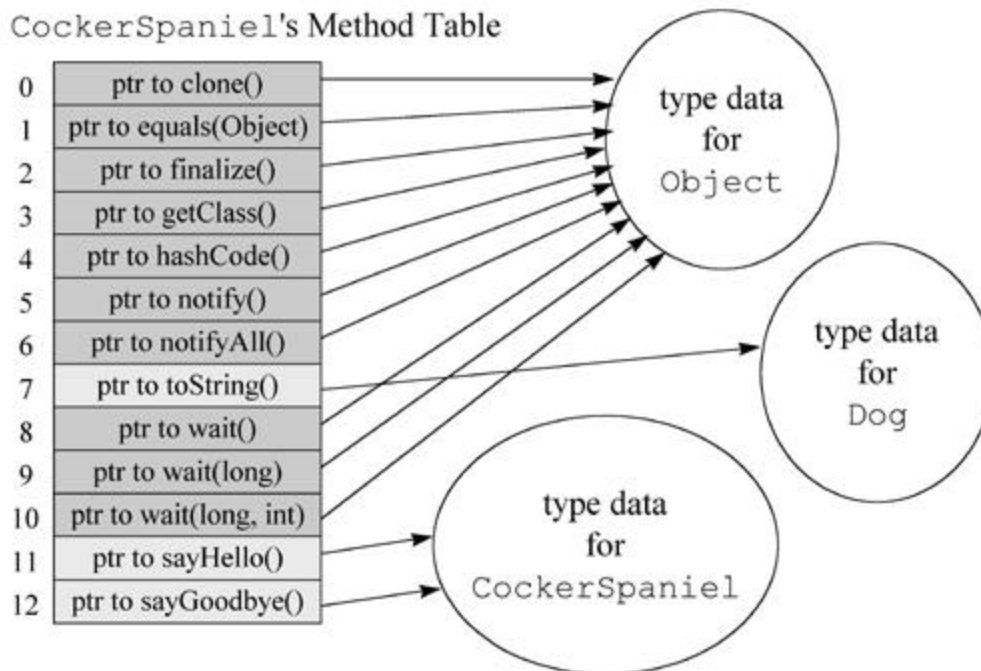 CockerSpaniel's Method Table
0 ptr to clone()
1 ptr to equals(Object)
2 ptr to finalize()
3 ptr to getClass()
4 ptr to hashCode()
5 ptr to notify()
6 ptr to notifyAll()
7 ptr to toString()
8 ptr to wait()
9 ptr to wait(long)
10 ptr to wait(long, int)
11 ptr to sayHello()
12 ptr to sayGoodbye()
type data
for
Object
type data
for
Dog
type data
for
CockerSpaniel